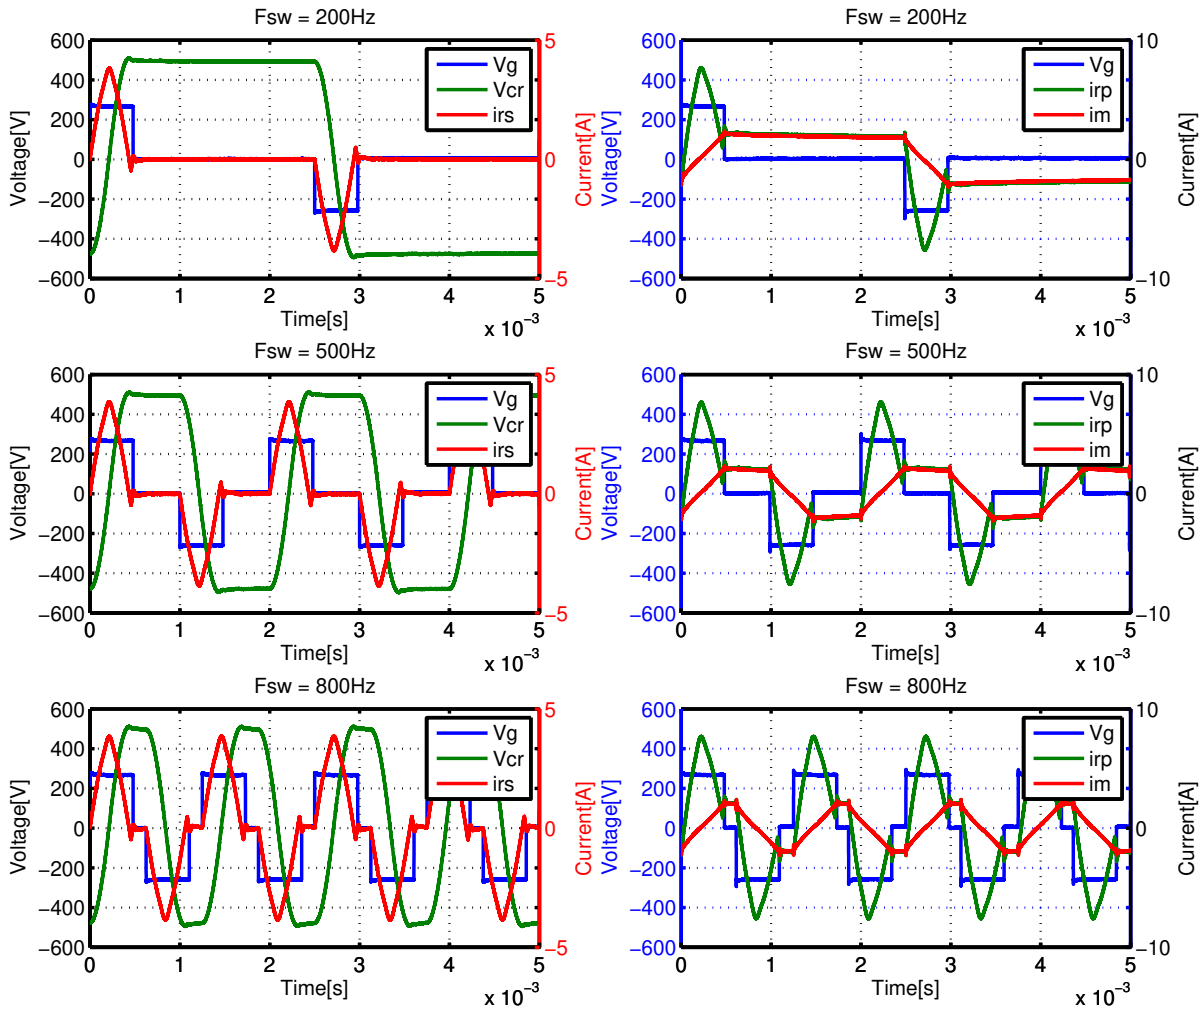 Fsw = 200Hz
600
400
200
0
−200
−400
−600
Voltage[V]
Vg
Vcr
irs
5
0
−5
Current[A]
0 1 2 3 4 5
Time[s]
x 10−3
Fsw = 200Hz
600
400
200
0
−200
−400
−600
Voltage[V]
Vg
irp
im
10
0
−10
Current[A]
0 1 2 3 4 5
Time[s]
x 10−3
Fsw = 500Hz
600
400
200
0
−200
−400
−600
Voltage[V]
Vg
Vcr
irs
5
0
−5
Current[A]
0 1 2 3 4 5
Time[s]
x 10−3
Fsw = 500Hz
600
400
200
0
−200
−400
−600
Voltage[V]
Vg
irp
im
10
0
−10
Current[A]
0 1 2 3 4 5
Time[s]
x 10−3
Fsw = 800Hz
600
400
200
0
−200
−400
−600
Voltage[V]
Vg
Vcr
irs
5
0
−5
Current[A]
0 1 2 3 4 5
Time[s]
x 10−3
Fsw = 800Hz
600
400
200
0
−200
−400
−600
Voltage[V]
Vg
irp
im
10
0
−10
Current[A]
0 1 2 3 4 5
Time[s]
x 10−3